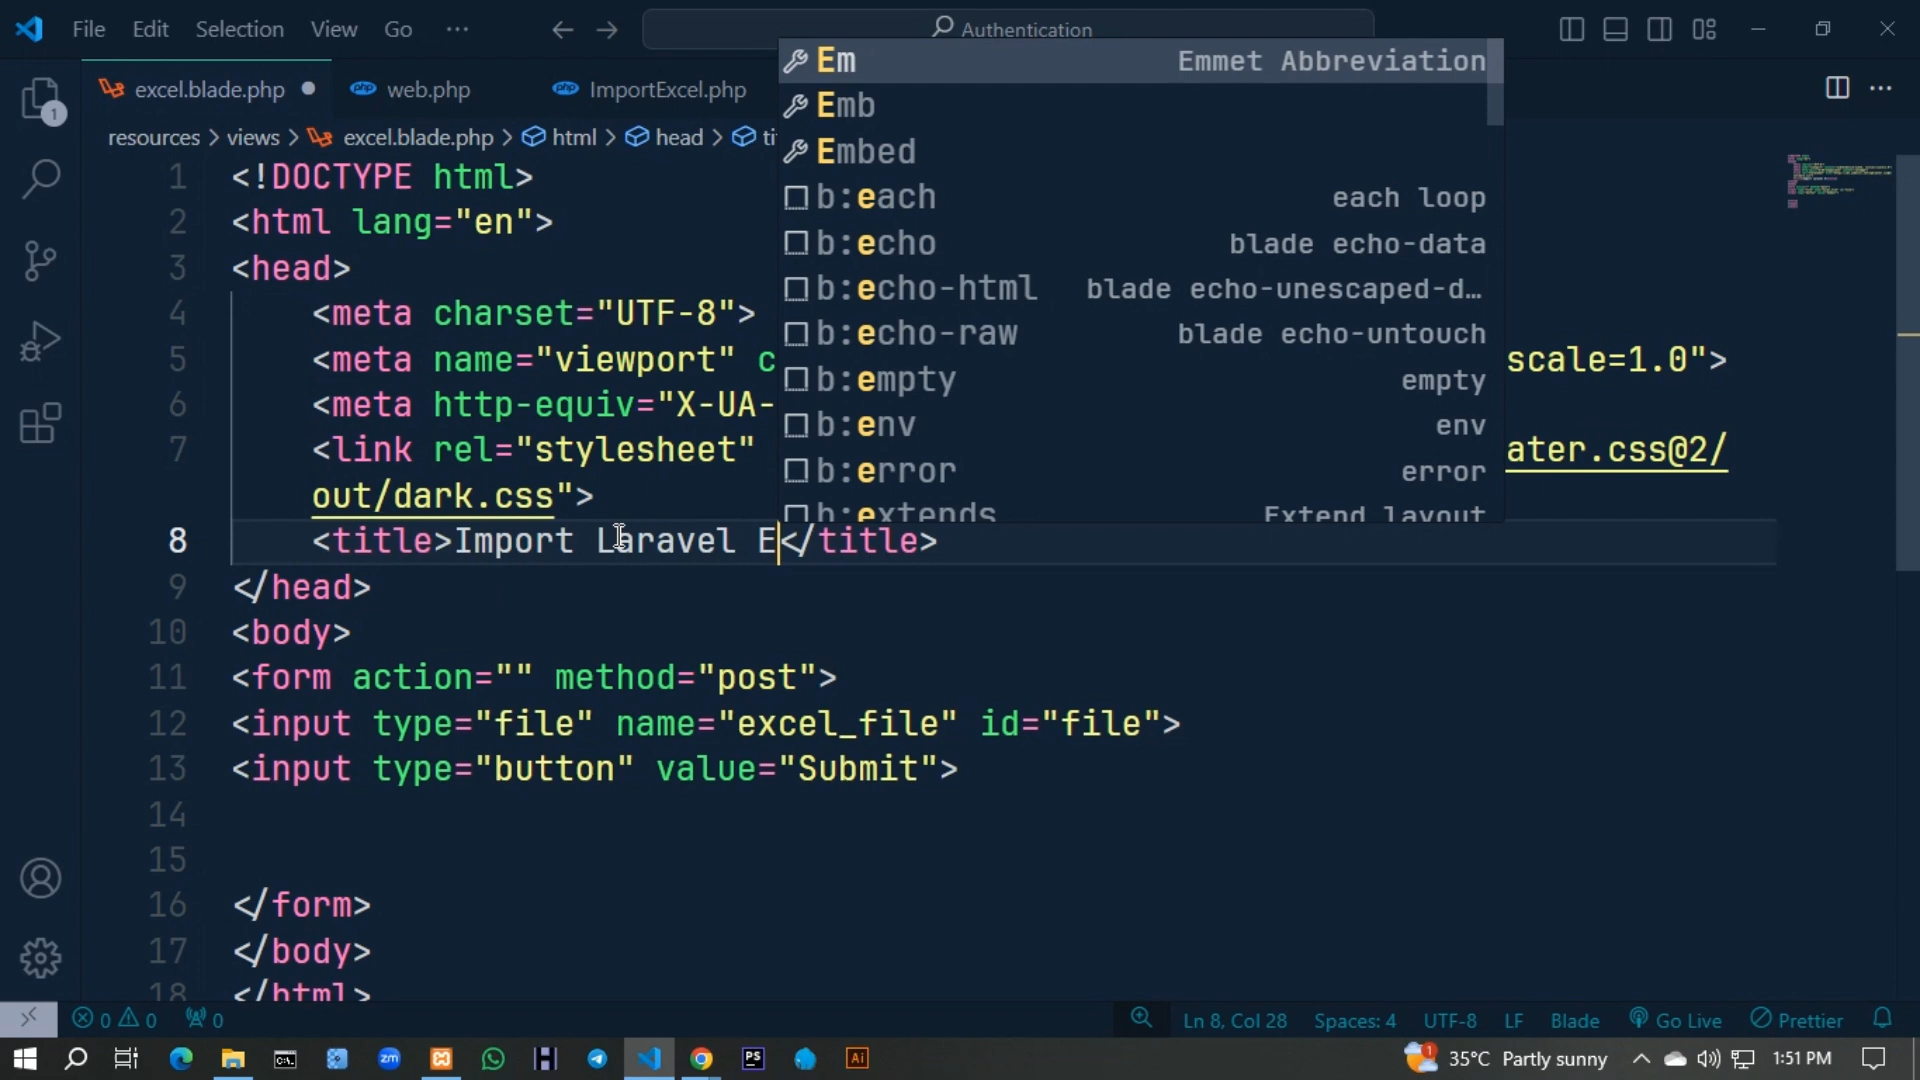 File Edit Selection View Go ··· Authentication
excel.blade.php web.php ImportExcel.php
resources > views > excel.blade.php > html > head > ti
Em Emmet Abbreviation
Emb
Embed
b:each each loop
b:echo blade echo-data
b:echo-html blade echo-unescaped-d…
b:echo-raw blade echo-untouch
b:empty empty
b:env env
b:error error
b:extends Extend layout
1 <!DOCTYPE html>
2 <html lang="en">
3 <head>
4 <meta charset="UTF-8">
5 <meta name="viewport" c scale=1.0">
6 <meta http-equiv="X-UA-
7 <link rel="stylesheet" ater.css@2/
out/dark.css">
8 <title>Import Laravel E</title>
9 </head>
10 <body>
11 <form action="" method="post">
12 <input type="file" name="excel_file" id="file">
13 <input type="button" value="Submit">
14
15
16 </form>
17 </body>
18 </html>
0 0 0 Ln 8, Col 28 Spaces: 4 UTF-8 LF Blade Go Live Prettier
35°C Partly sunny 1:51 PM